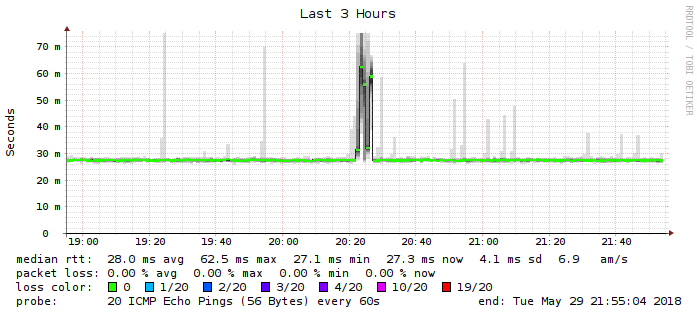 Last 3 Hours
RRDTOOL / TOBI OETIKER
Seconds
70 m
60 m
50 m
40 m
30 m
20 m
10 m
0
19:00 19:20 19:40 20:00 20:20 20:40 21:00 21:20 21:40
median rtt: 28.0 ms avg 62.5 ms max 27.1 ms min 27.3 ms now 4.1 ms sd 6.9 am/s
packet loss: 0.00 % avg 0.00 % max 0.00 % min 0.00 % now
loss color: 0 1/20 2/20 3/20 4/20 10/20 19/20
probe: 20 ICMP Echo Pings (56 Bytes) every 60s end: Tue May 29 21:55:04 2018